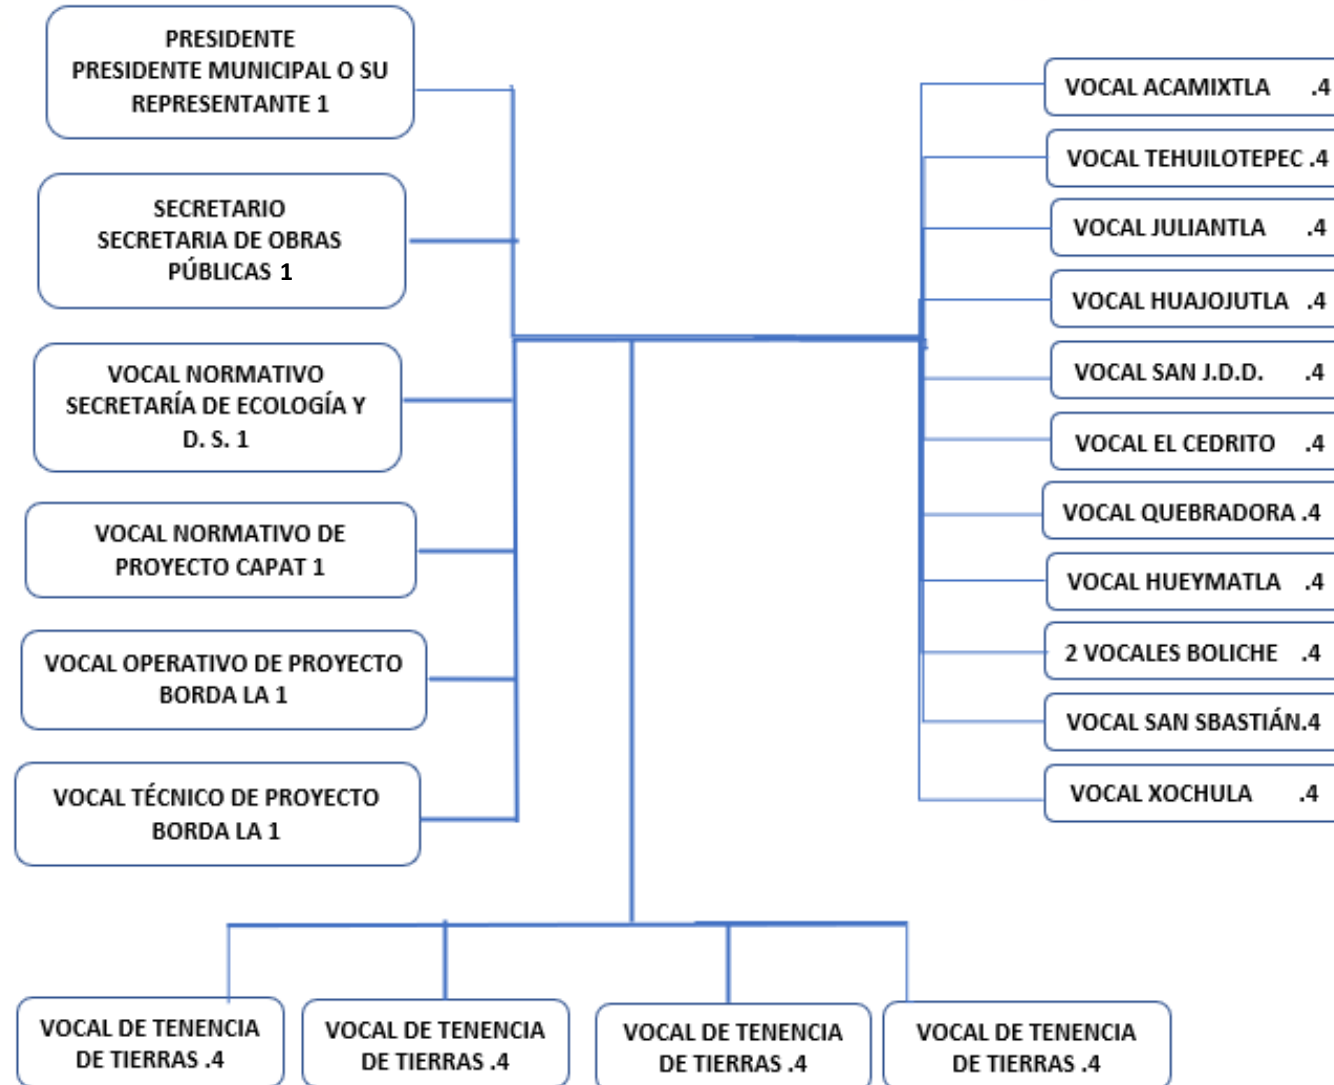 PRESIDENTE
PRESIDENTE MUNICIPAL O SU
REPRESENTANTE 1
SECRETARIO
SECRETARIA DE OBRAS
PÚBLICAS 1
VOCAL NORMATIVO
SECRETARÍA DE ECOLOGÍA Y
D. S. 1
VOCAL NORMATIVO DE
PROYECTO CAPAT 1
VOCAL OPERATIVO DE PROYECTO
BORDA LA 1
VOCAL TÉCNICO DE PROYECTO
BORDA LA 1
VOCAL ACAMIXTLA .4
VOCAL TEHUILOTEPEC .4
VOCAL JULIANTLA .4
VOCAL HUAJOJUTLA .4
VOCAL SAN J.D.D. .4
VOCAL EL CEDRITO .4
VOCAL QUEBRADORA .4
VOCAL HUEYMATLA .4
2 VOCALES BOLICHE .4
VOCAL SAN SBASTIÁN.4
VOCAL XOCHULA .4
VOCAL DE TENENCIA
DE TIERRAS .4
VOCAL DE TENENCIA
DE TIERRAS .4
VOCAL DE TENENCIA
DE TIERRAS .4
VOCAL DE TENENCIA
DE TIERRAS .4